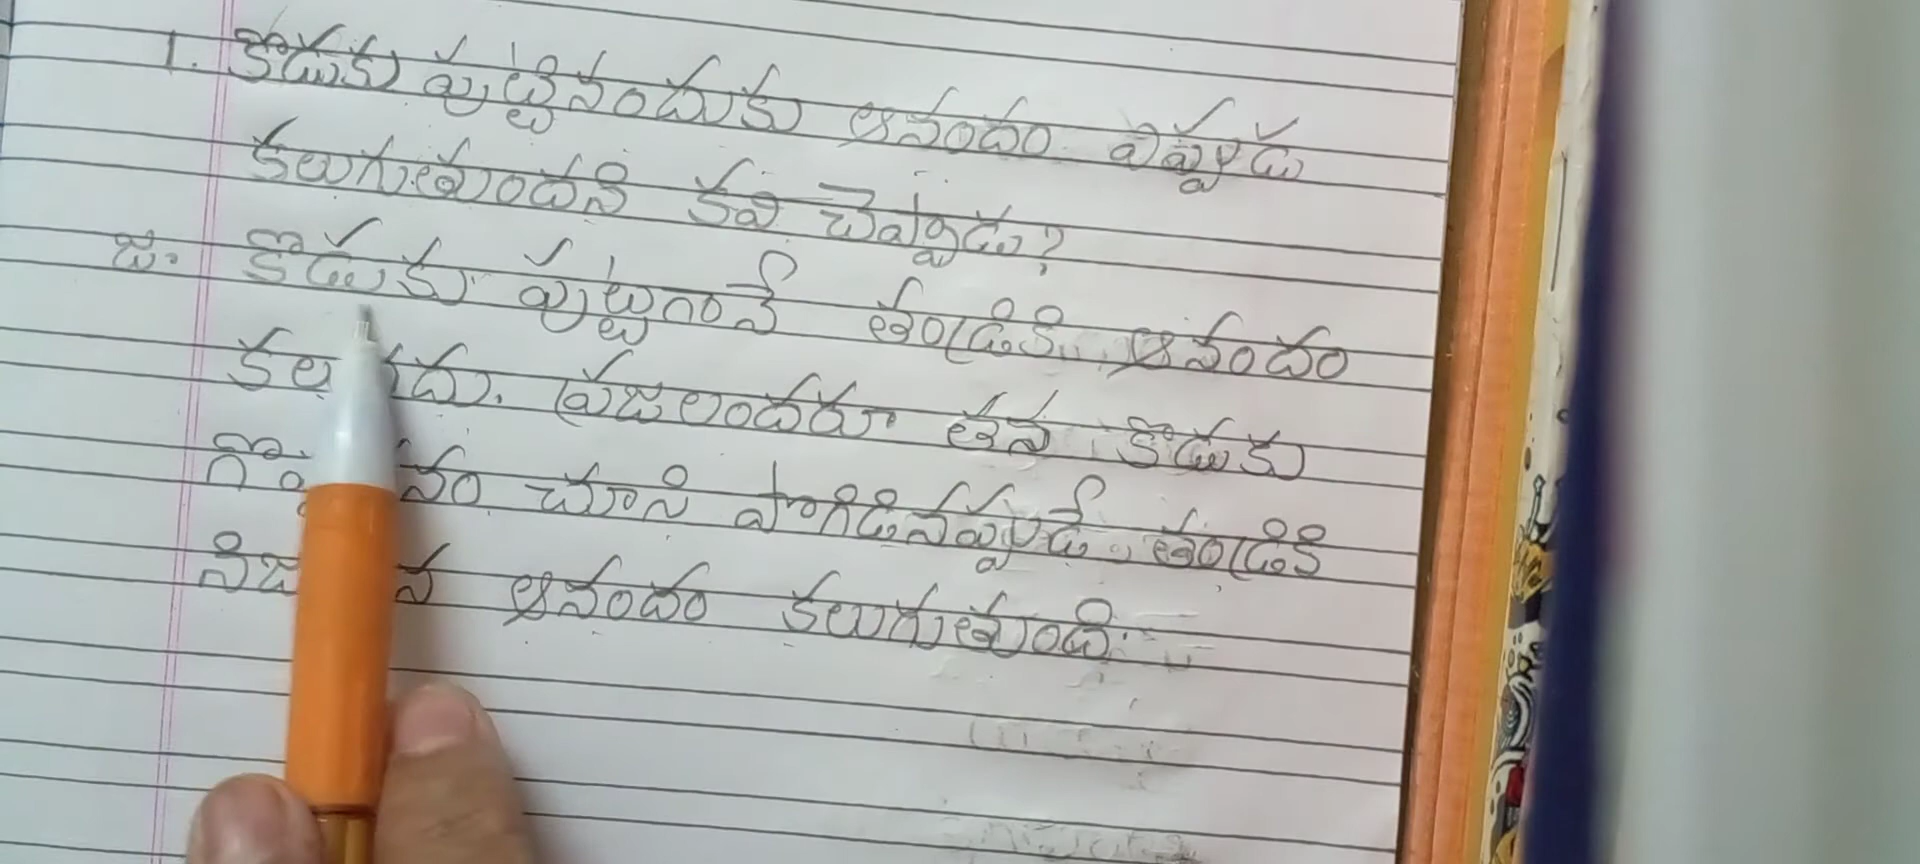 1. కొడుకు పుట్టినందుకు ఆనందం ఎప్పుడు
కలుగుతుందని కవి చెప్పాడు?
జ. కొడుకు పుట్టగానే తండ్రికి ఆనందం
ప్రజలందరూ తన కొడుకు
చూసి పొగిడినప్పుడే తండ్రికి
ఆనందం కలుగుతుంది.